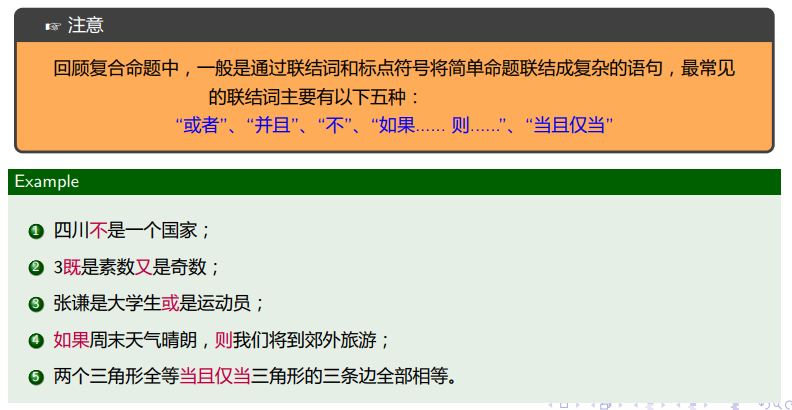 ☞ 注意
回顾复合命题中，一般是通过联结词和标点符号将简单命题联结成复杂的语句，最常见
的联结词主要有以下五种：
“或者”、“并且”、“不”、“如果...... 则......”、“当且仅当”
Example
1 四川不是一个国家；
2 3既是素数又是奇数；
3 张谦是大学生或是运动员；
4 如果周末天气晴朗，则我们将到郊外旅游；
5 两个三角形全等当且仅当三角形的三条边全部相等。